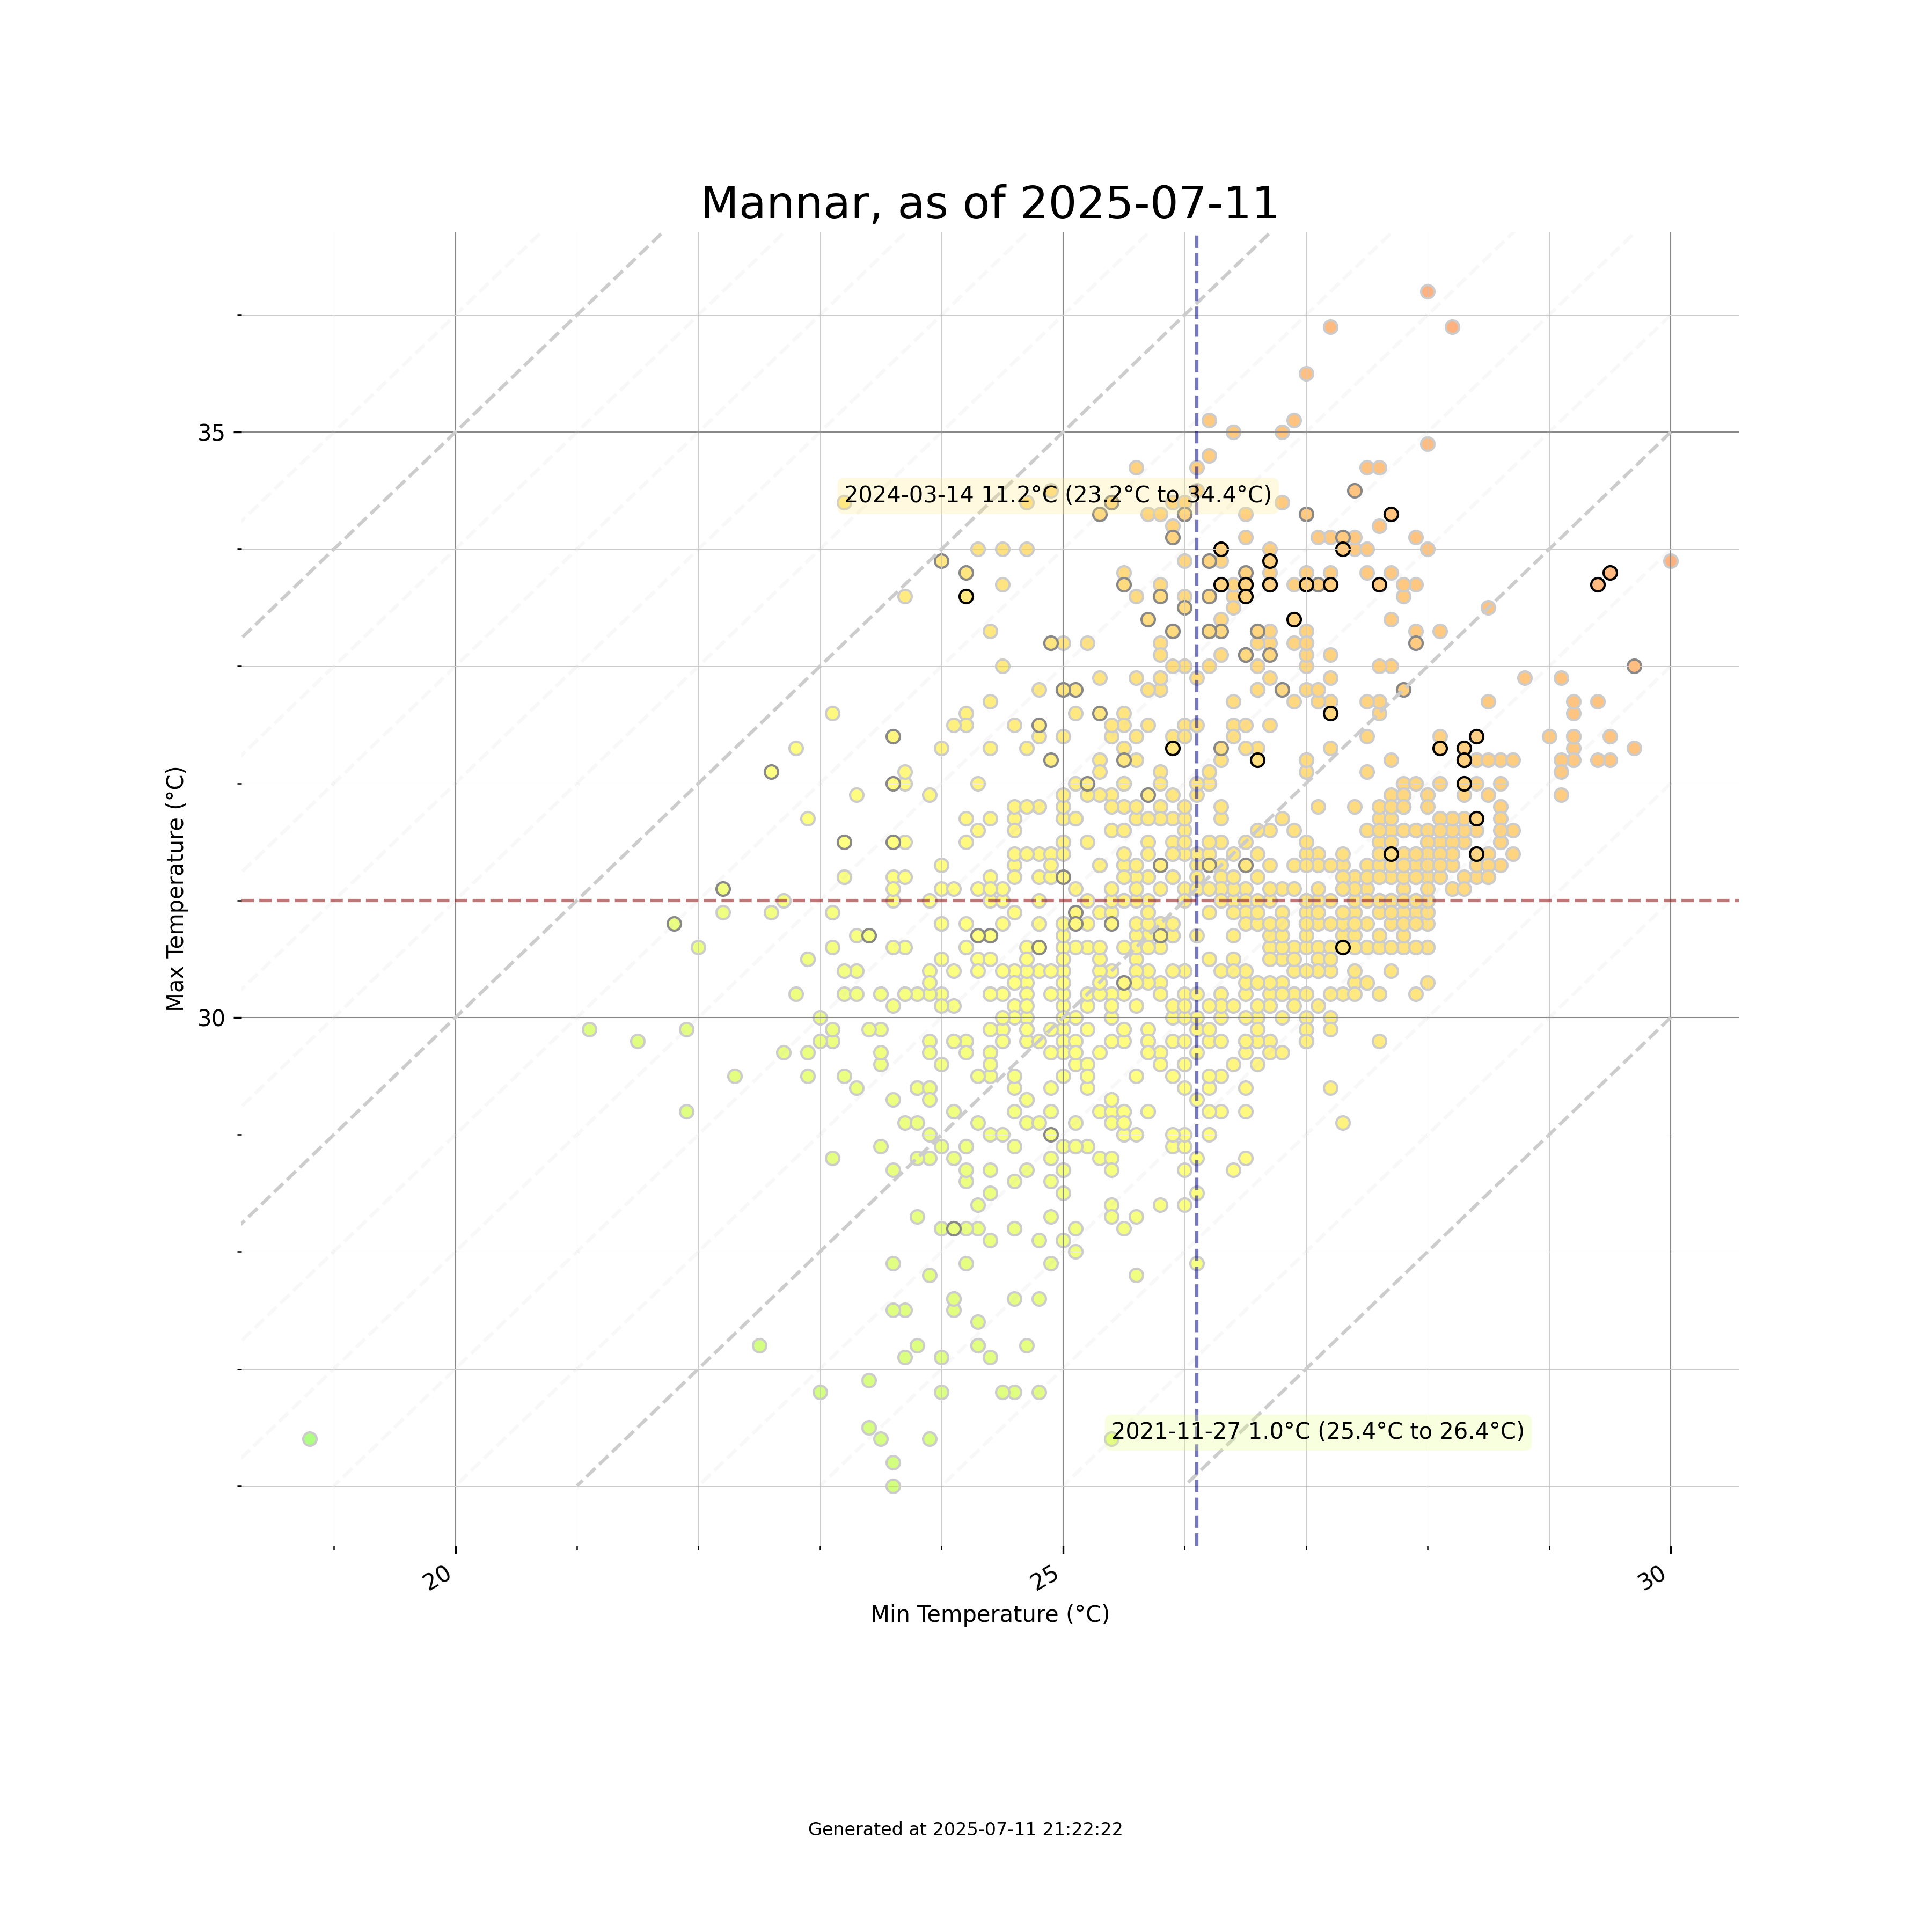 Mannar, as of 2025-07-11
35
2024-03-14 11.2°C (23.2°C to 34.4°C)
Max Temperature (°C)
30
2021-11-27 1.0°C (25.4°C to 26.4°C)
20
25
30
Min Temperature (°C)
Generated at 2025-07-11 21:22:22